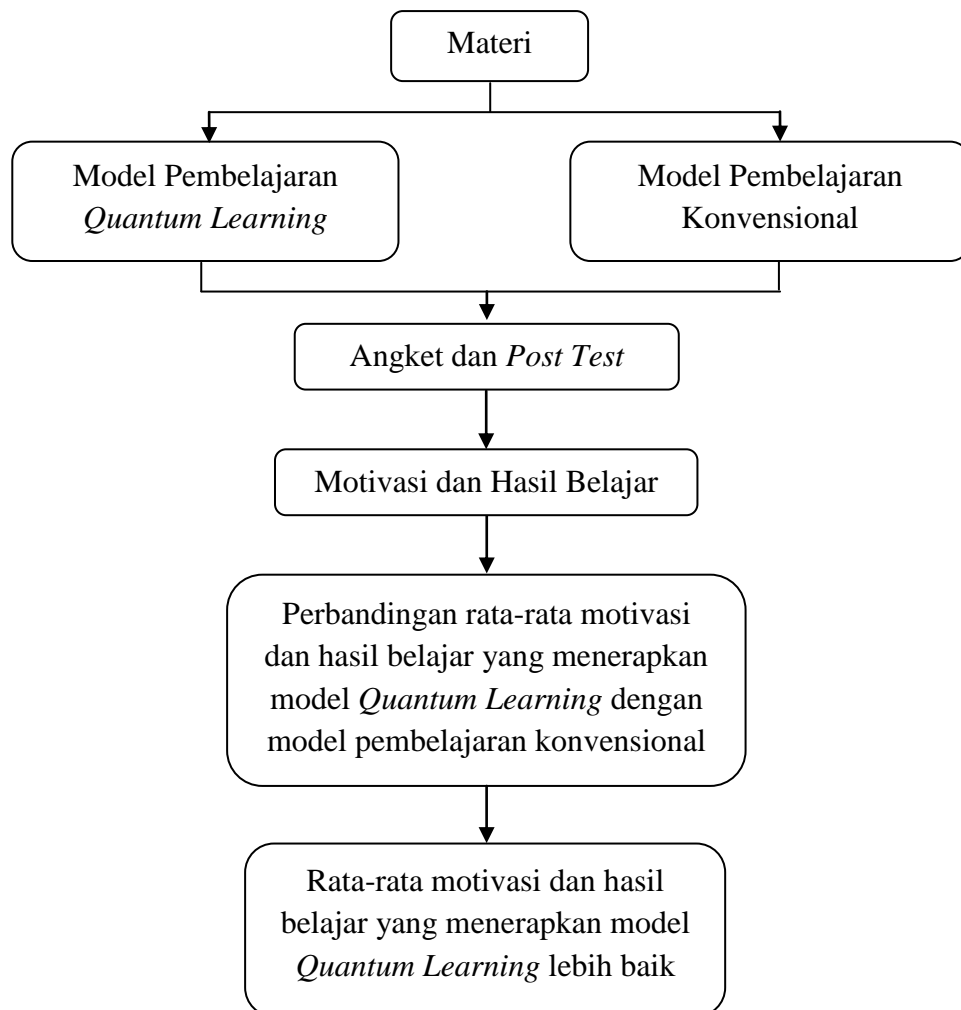 Materi
Model Pembelajaran
Quantum Learning
Model Pembelajaran
Konvensional
Angket dan Post Test
Motivasi dan Hasil Belajar
Perbandingan rata-rata motivasi
dan hasil belajar yang menerapkan
model Quantum Learning dengan
model pembelajaran konvensional
Rata-rata motivasi dan hasil
belajar yang menerapkan model
Quantum Learning lebih baik